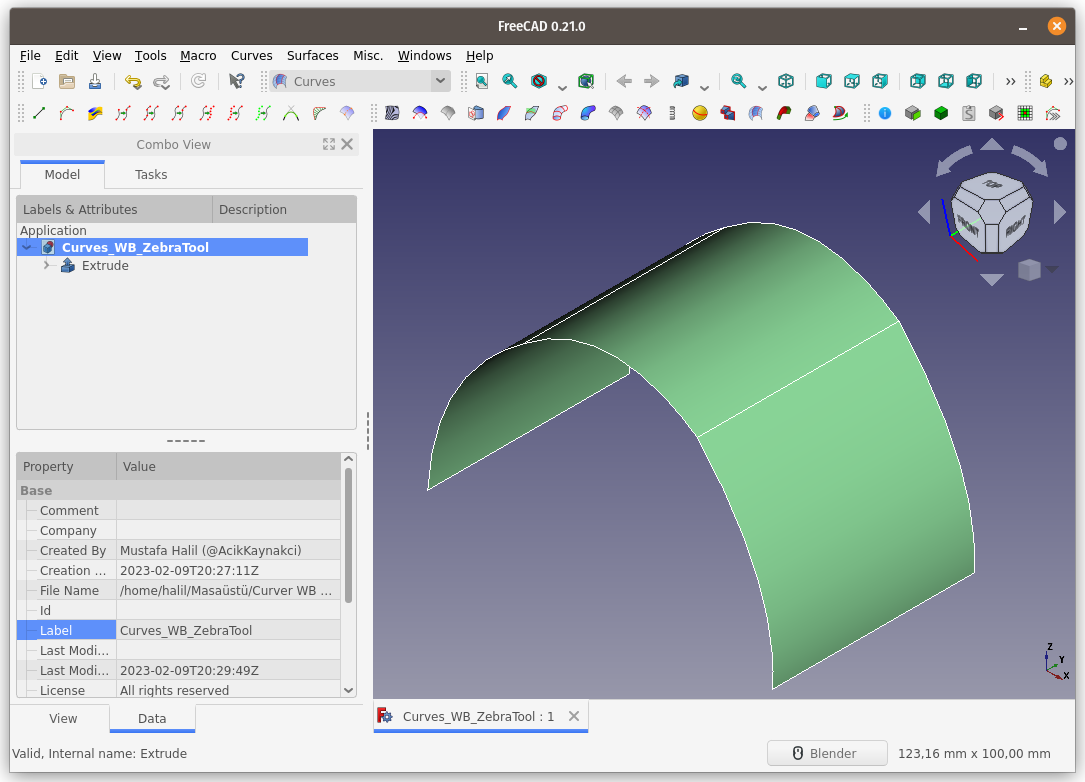 FreeCAD 0.21.0
File Edit View Tools Macro Curves Surfaces Misc. Windows Help
Curves
Combo View
Model Tasks
Labels & Attributes Description
Application
Curves_WB_ZebraTool
Extrude
TOP
FRONT RIGHT
Property Value
Base
Comment
Company
Created By Mustafa Halil (@AcikKaynakci)
Creation ... 2023-02-09T20:27:11Z
File Name /home/halil/Masaüstü/Curver WB ...
Id
Label Curves_WB_ZebraTool
Last Modi...
Last Modi... 2023-02-09T20:29:49Z
License All rights reserved
Z
Y
X
View Data
Curves_WB_ZebraTool : 1
Valid, Internal name: Extrude
Blender 123,16 mm x 100,00 mm